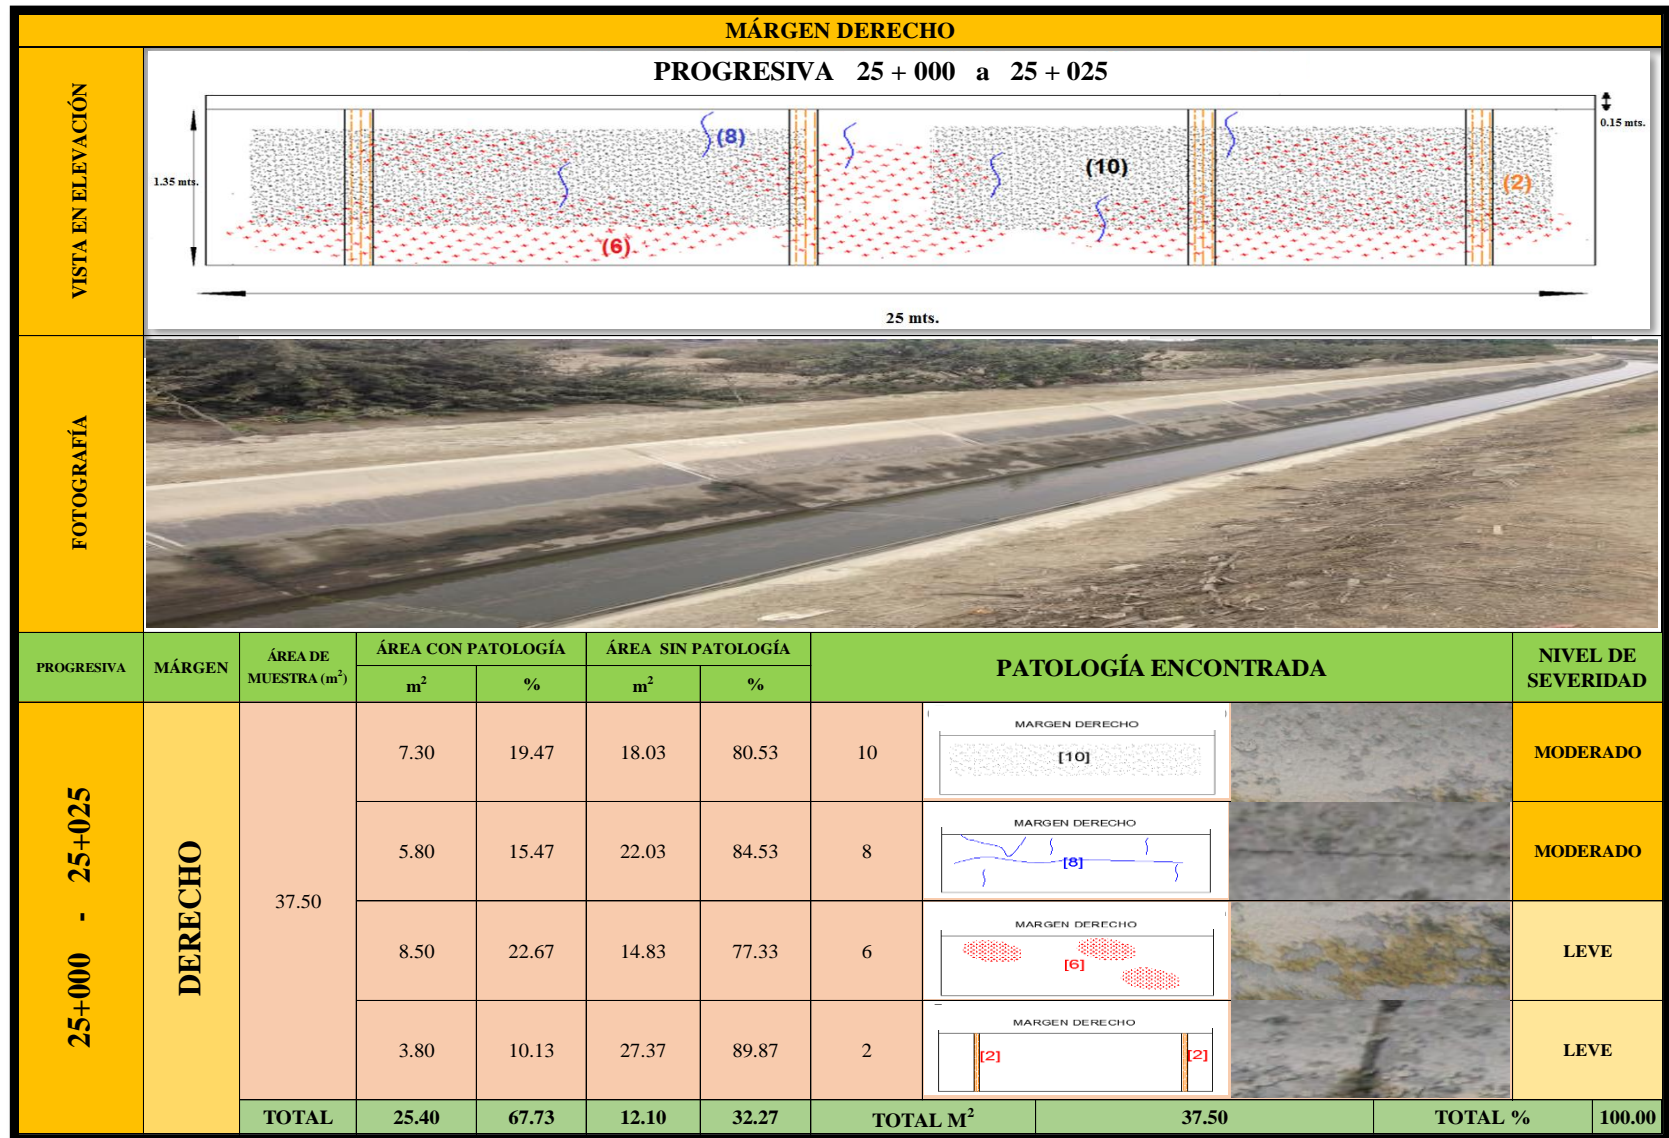 MÁRGEN DERECHO
VISTA EN ELEVACIÓN
PROGRESIVA 25 + 000 a 25 + 025
0.15 mts.
(8)
(10)
1.35 mts.
(2)
(6)
25 mts.
FOTOGRAFÍA
PROGRESIVA
MÁRGEN
ÁREA DE MUESTRA (m²)
ÁREA CON PATOLOGÍA
ÁREA SIN PATOLOGÍA
PATOLOGÍA ENCONTRADA
NIVEL DE SEVERIDAD
m² % m² %
25+000 - 25+025
DERECHO
37.50
7.30 19.47 18.03 80.53 10
MARGEN DERECHO
[10]
MODERADO
5.80 15.47 22.03 84.53 8
MARGEN DERECHO
[8]
MODERADO
8.50 22.67 14.83 77.33 6
MARGEN DERECHO
[6]
LEVE
3.80 10.13 27.37 89.87 2
MARGEN DERECHO
[2] [2]
LEVE
TOTAL 25.40 67.73 12.10 32.27 TOTAL M² 37.50 TOTAL % 100.00